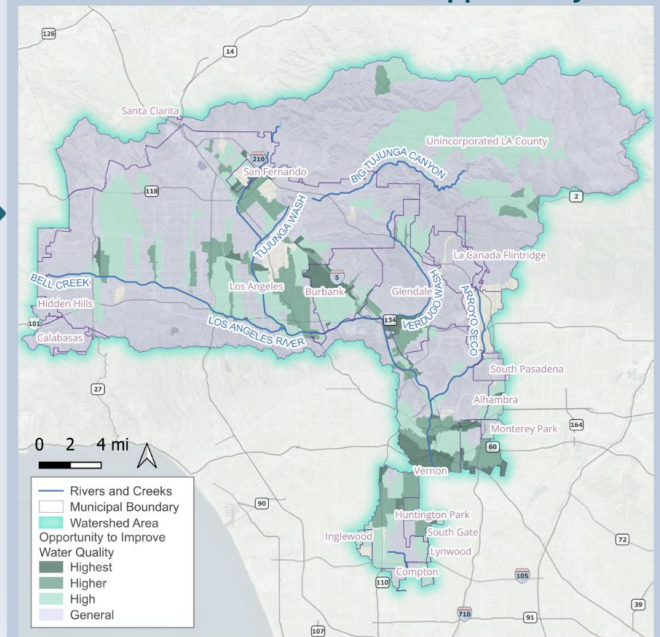 126
14
Santa Clarita
Unincorporated LA County
210
San Fernando
BIG TUJUNGA CANYON
118
2
TUJUNGA WASH
La Canada Flintridge
5
BELL CREEK
Los Angeles
Burbank
Glendale
VERDUGO WASH
ARROYO SECO
Hidden Hills
101
LOS ANGELES RIVER
134
Calabasas
South Pasadena
27
Alhambra
Monterey Park
164
60
0 2 4 mi
Vernon
Rivers and Creeks
Municipal Boundary
Watershed Area
Opportunity to Improve
Water Quality
Highest
Higher
High
General
90
Huntington Park
Inglewood
South Gate
Lynwood
72
Compton
110
105
710
91
39
107